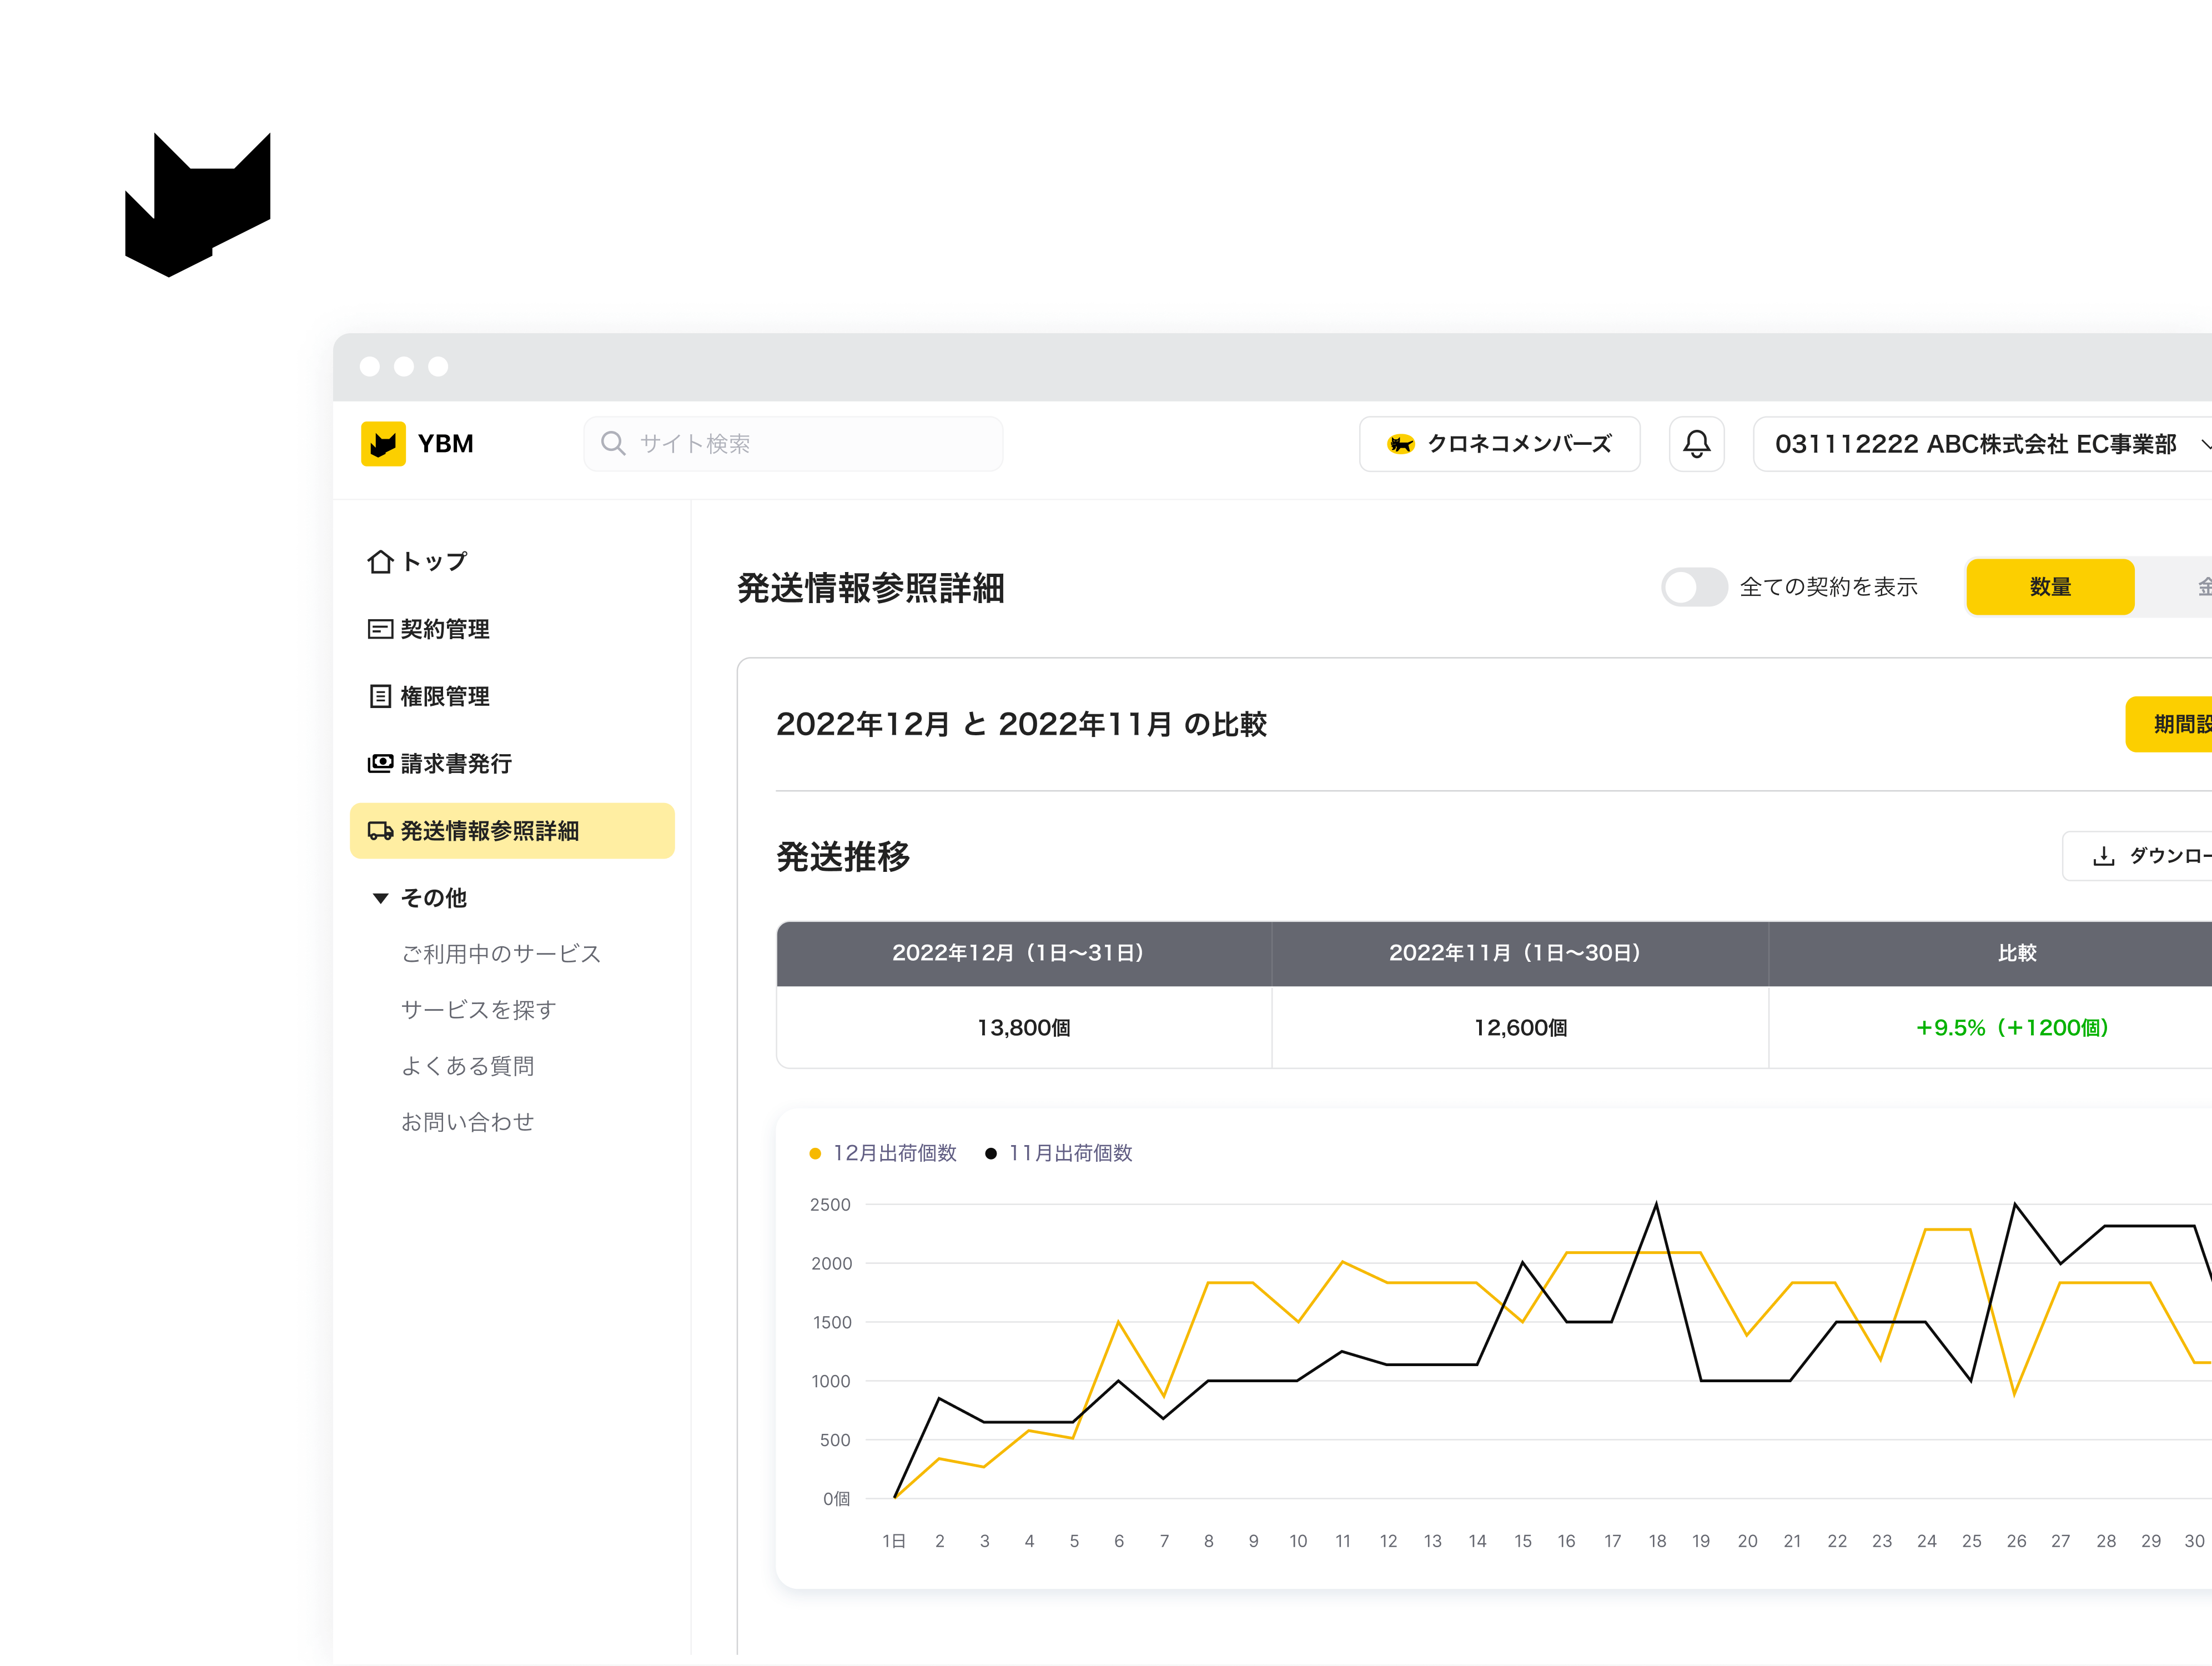 YBM
サイト検索
クロネコメンバーズ
031112222 ABC株式会社 EC事業部
トップ
契約管理
権限管理
請求書発行
発送情報参照詳細
その他
ご利用中のサービス
サービスを探す
よくある質問
お問い合わせ
発送情報参照詳細
全ての契約を表示
数量
金
2022年12月 と 2022年11月 の比較
期間設
発送推移
ダウンロー
2022年12月（1日〜31日） 2022年11月（1日〜30日） 比較
13,800個 12,600個 +9.5%（+1200個）
12月出荷個数 11月出荷個数
2500
2000
1500
1000
500
0個
1日 2 3 4 5 6 7 8 9 10 11 12 13 14 15 16 17 18 19 20 21 22 23 24 25 26 27 28 29 30